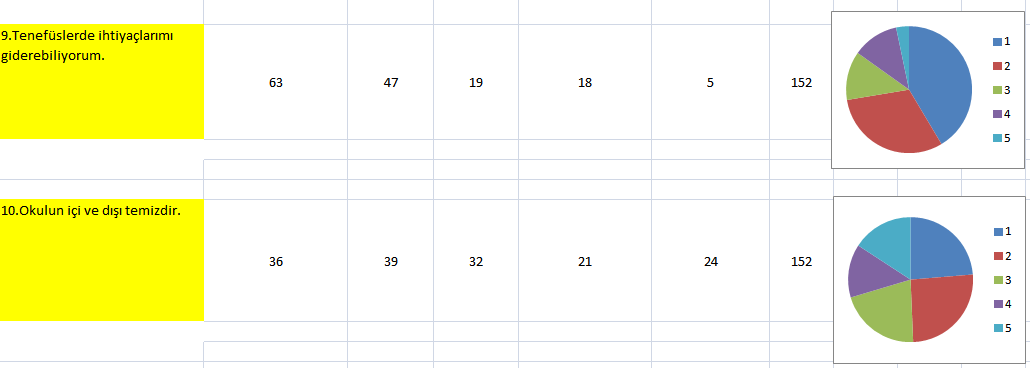 9.Tenefüslerde ihtiyaçlarımı
giderebiliyorum.
63 47 19 18 5 152
1
2
3
4
5
10.Okulun içi ve dışı temizdir.
36 39 32 21 24 152
1
2
3
4
5